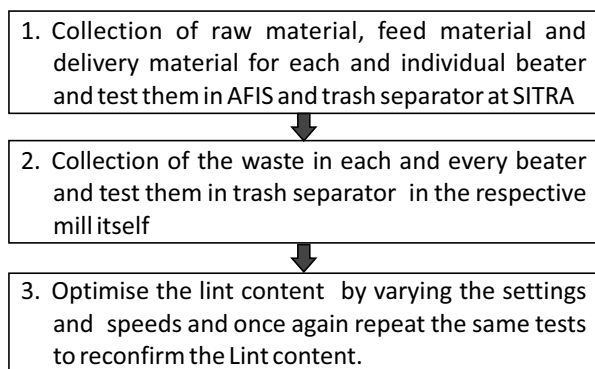 1. Collection of raw material, feed material and
delivery material for each and individual beater
and test them in AFIS and trash separator at SITRA
2. Collection of the waste in each and every beater
and test them in trash separator in the respective
mill itself
3. Optimise the lint content by varying the settings
and speeds and once again repeat the same tests
to reconfirm the Lint content.